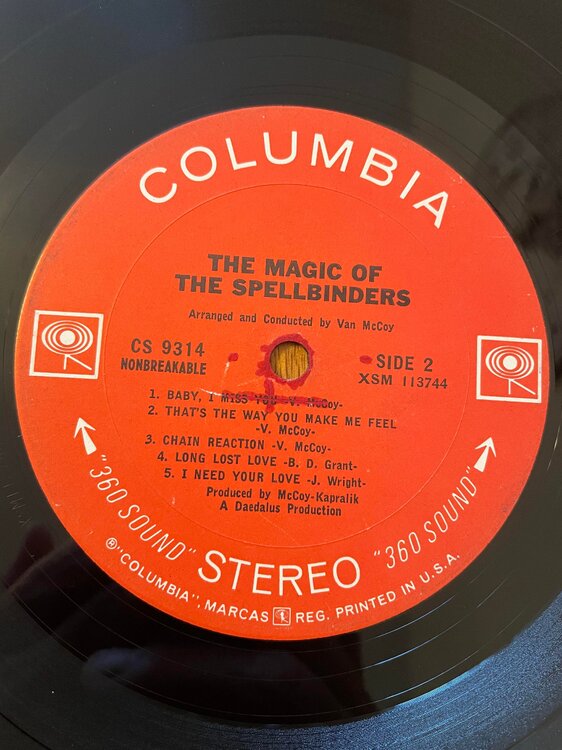 COLUMBIA
THE MAGIC OF
THE SPELLBINDERS
Arranged and Conducted by Van McCoy
CS 9314
NONBREAKABLE
SIDE 2
XSM 113744
1. BABY, I MISS YOU -V. McCoy-
2. THAT'S THE WAY YOU MAKE ME FEEL
-V. McCoy-
3. CHAIN REACTION -V. McCoy-
4. LONG LOST LOVE -B. D. Grant-
5. I NEED YOUR LOVE -J. Wright-
Produced by McCoy-Kapralik
A Daedalus Production
"360 SOUND" STEREO "360 SOUND"
®"COLUMBIA", MARCAS REG. PRINTED IN U.S.A.